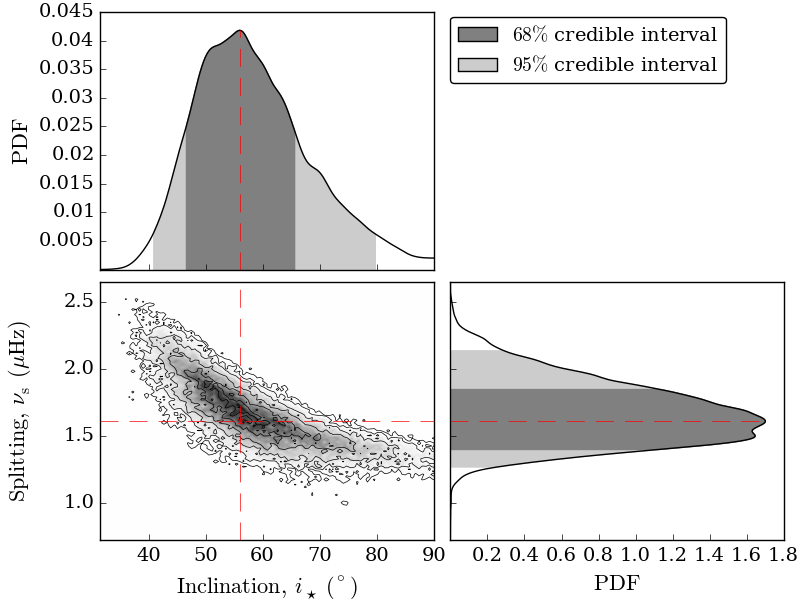 0.045
0.04
0.035
0.03
0.025
0.02
0.015
0.01
0.005
PDF
68% credible interval
95% credible interval
2.5
2.0
1.5
1.0
Splitting, νs (μHz)
40 50 60 70 80 90
Inclination, i⋆ (°)
0.2 0.4 0.6 0.8 1.0 1.2 1.4 1.6 1.8
PDF